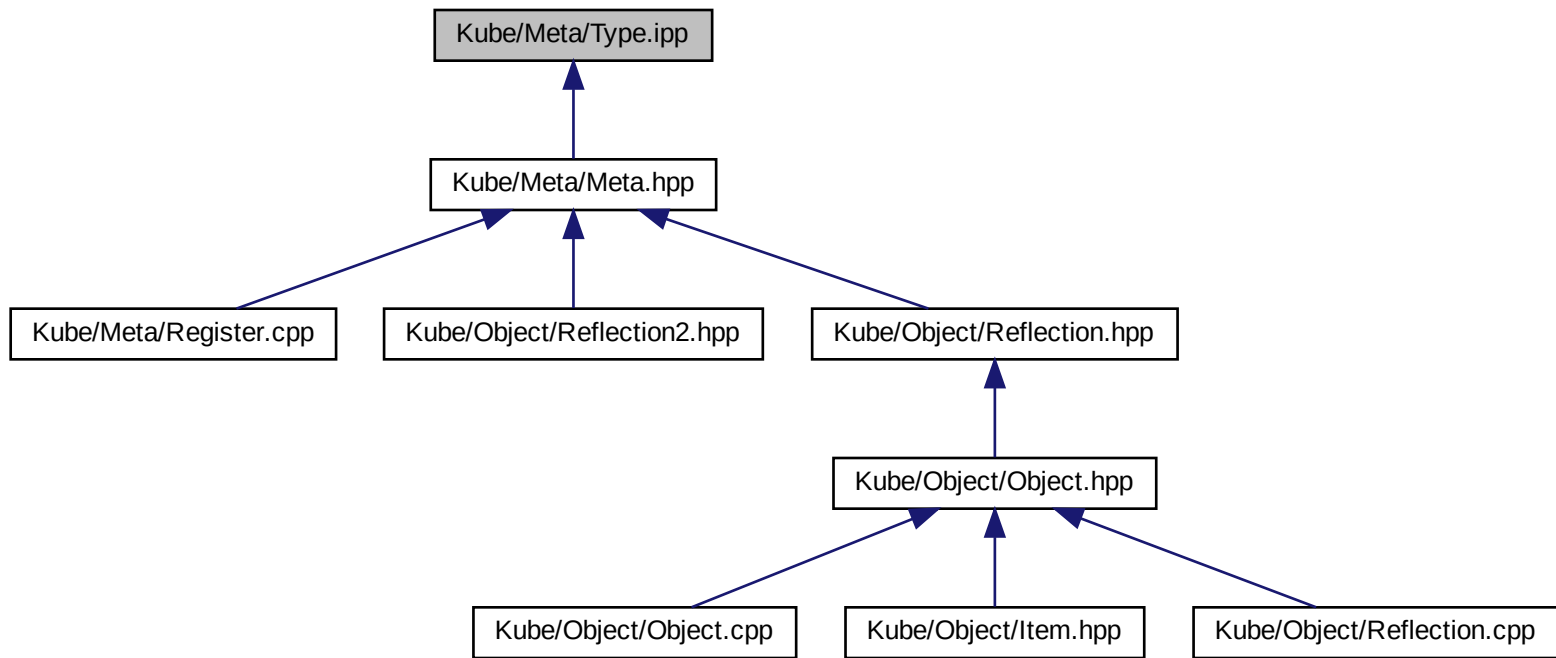 Kube/Meta/Type.ipp
Kube/Meta/Meta.hpp
Kube/Meta/Register.cpp
Kube/Object/Reflection2.hpp
Kube/Object/Reflection.hpp
Kube/Object/Object.hpp
Kube/Object/Object.cpp
Kube/Object/Item.hpp
Kube/Object/Reflection.cpp